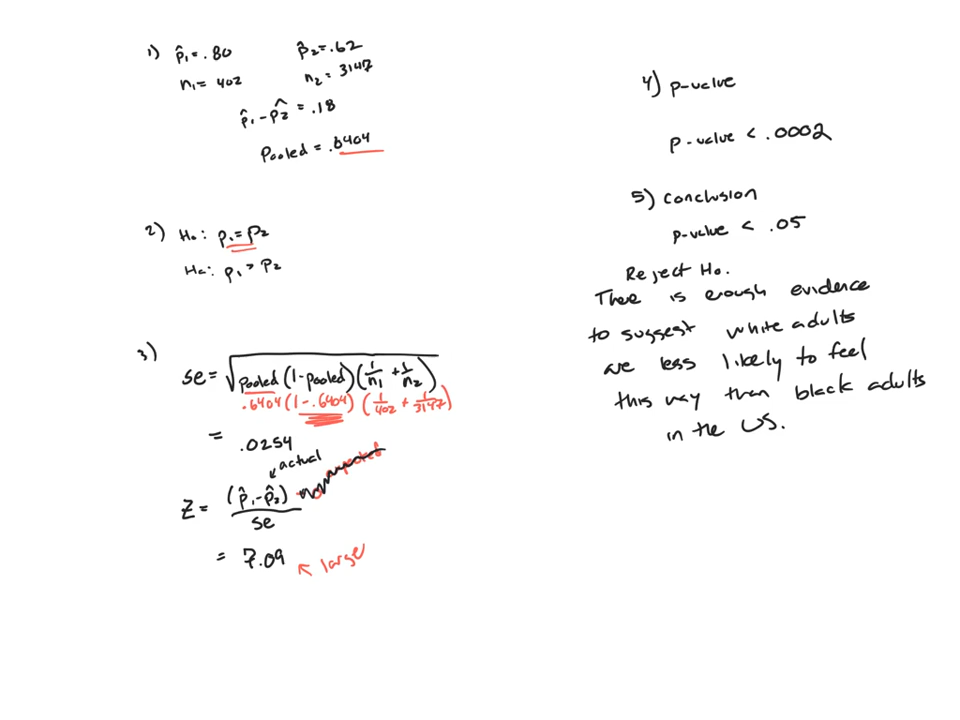 1) p̂₁ = .80 p̂₂ = .62
n₁ = 402 n₂ = 3147
p̂₁ - p̂₂ = .18
Pooled = .6404
2) H₀: p₁ = p₂
Ha: p₁ > p₂
3)
se = √pooled (1-pooled) (1/n₁ + 1/n₂)
.6404 (1-.6404) (1/402 + 1/3147)
= .0254
actual
Z = (p̂₁-p̂₂) / se
= 7.09 ← large
4) p-value
p-value < .0002
5) Conclusion
p-value < .05
Reject H₀.
There is enough evidence
to suggest white adults
are less likely to feel
this way than black adults
in the US.